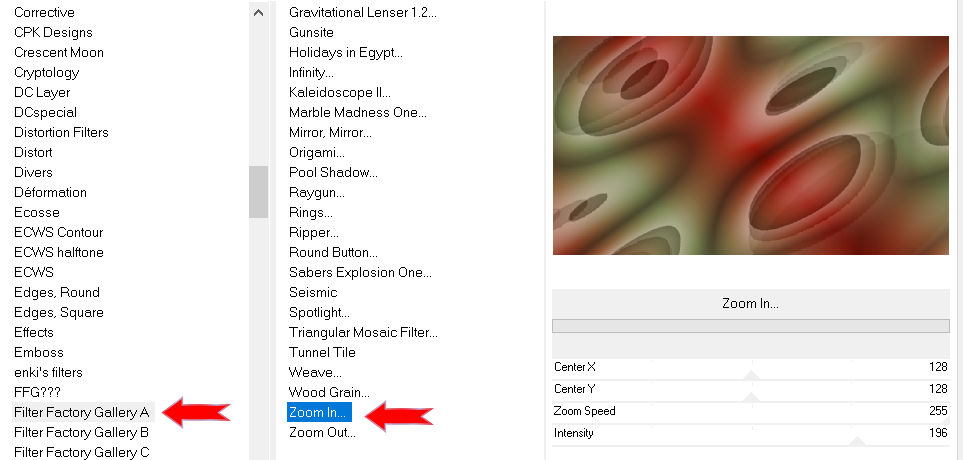 Corrective
CPK Designs
Crescent Moon
Cryptology
DC Layer
DCspecial
Distortion Filters
Distort
Divers
Déformation
Ecosse
ECWS Contour
ECWS halftone
ECWS
Edges, Round
Edges, Square
Effects
Emboss
enki's filters
FFG???
Filter Factory Gallery A
Filter Factory Gallery B
Filter Factory Gallery C
Gravitational Lenser 1.2...
Gunsite
Holidays in Egypt...
Infinity...
Kaleidoscope II...
Marble Madness One...
Mirror, Mirror...
Origami...
Pool Shadow...
Raygun...
Rings...
Ripper...
Round Button...
Sabers Explosion One...
Seismic
Spotlight...
Triangular Mosaic Filter...
Tunnel Tile
Weave...
Wood Grain...
Zoom In...
Zoom Out...
Zoom In...
Center X 128
Center Y 128
Zoom Speed 255
Intensity 196